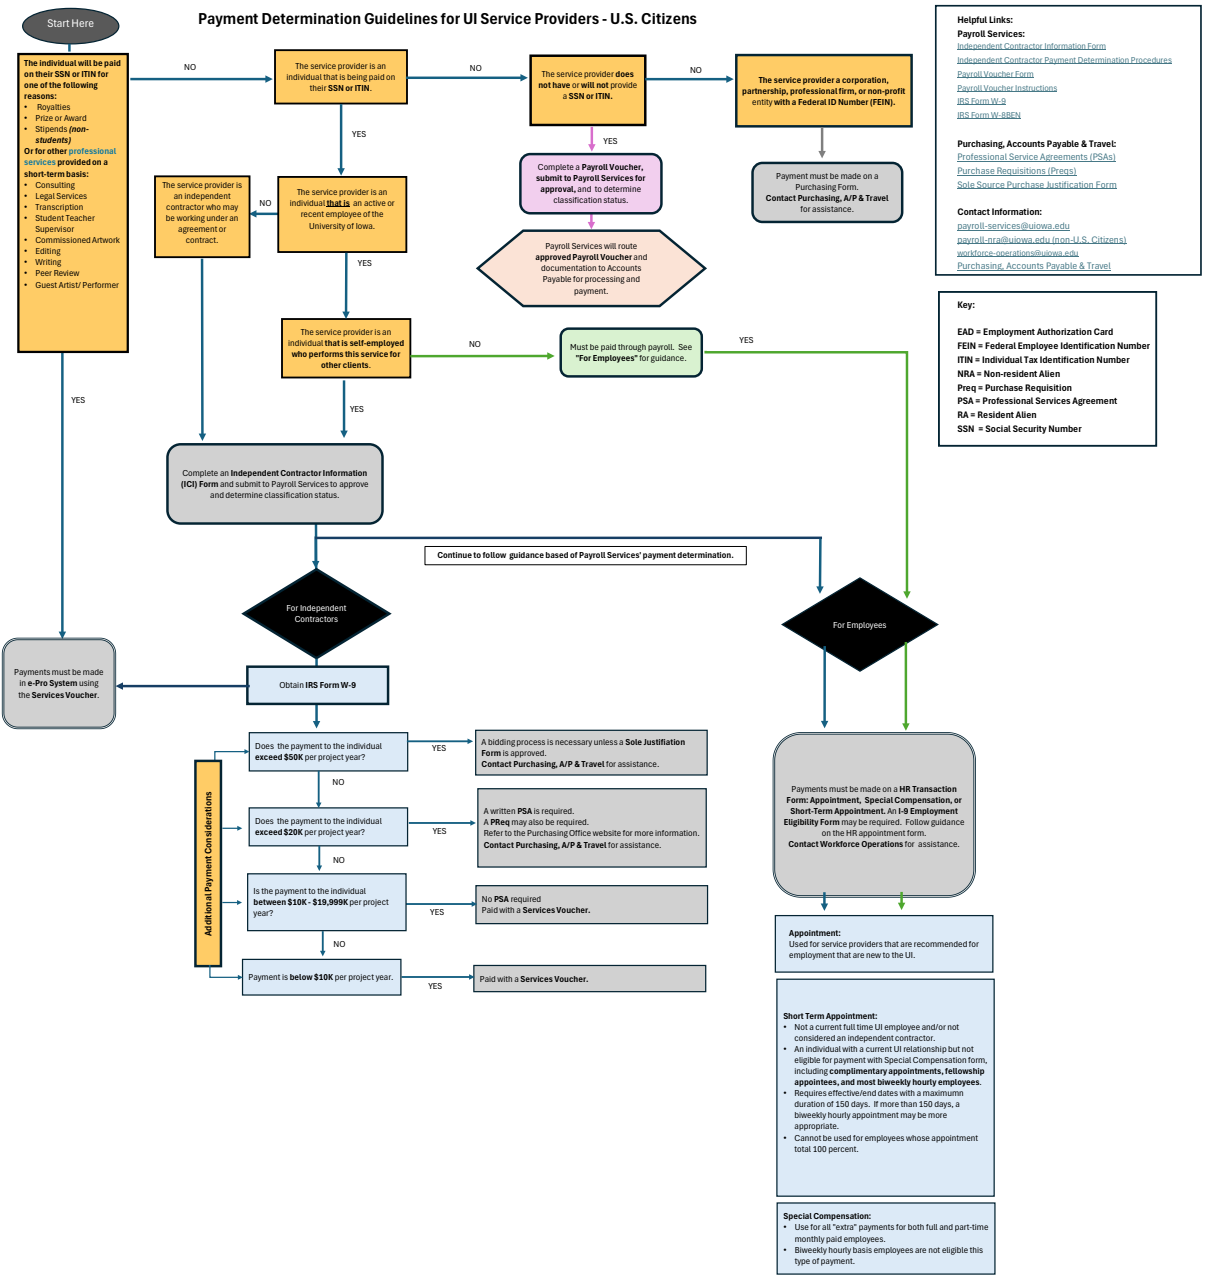 Payment Determination Guidelines for UI Service Providers - U.S. Citizens
Start Here
The individual will be paid
on their SSN or ITIN for
one of the following
reasons:
• Royalties
• Prize or Award
• Stipends (non-
students)
Or for other professional
services provided on a
short-term basis:
• Consulting
• Legal Services
• Transcription
• Student Teacher
Supervisor
• Commissioned Artwork
• Editing
• Writing
• Peer Review
• Guest Artist/ Performer
NO
The service provider is an
individual that is being paid on
their SSN or ITIN.
NO
The service provider does
not have or will not provide
a SSN or ITIN.
NO
The service provider a corporation,
partnership, professional firm, or non-profit
entity with a Federal ID Number (FEIN).
YES
YES
Complete a Payroll Voucher,
submit to Payroll Services for
approval, and to determine
classification status.
Payment must be made on a
Purchasing Form.
Contact Purchasing, A/P & Travel
for assistance.
The service provider is
an independent
contractor who may
be working under an
agreement or
contract.
NO
The service provider is an
individual that is an active or
recent employee of the
University of Iowa.
YES
Payroll Services will route
approved Payroll Voucher and
documentation to Accounts
Payable for processing and
payment.
The service provider is an
individual that is self-employed
who performs this service for
other clients.
NO
Must be paid through payroll. See
"For Employees" for guidance.
YES
YES
YES
Complete an Independent Contractor Information
(ICI) Form and submit to Payroll Services to approve
and determine classification status.
Continue to follow guidance based of Payroll Services' payment determination.
For Independent
Contractors
For Employees
Payments must be made
in e-Pro System using
the Services Voucher.
Obtain IRS Form W-9
Additional Payment Considerations
Does the payment to the individual
exceed $50K per project year?
YES
A bidding process is necessary unless a Sole Justifiation
Form is approved.
Contact Purchasing, A/P & Travel for assistance.
NO
Does the payment to the individual
exceed $20K per project year?
YES
A written PSA is required.
A PReq may also be required.
Refer to the Purchasing Office website for more information.
Contact Purchasing, A/P & Travel for assistance.
NO
Is the payment to the individual
between $10K - $19,999K per project
year?
YES
No PSA required
Paid with a Services Voucher.
NO
Payment is below $10K per project year.
YES
Paid with a Services Voucher.
Payments must be made on a HR Transaction
Form: Appointment, Special Compensation, or
Short-Term Appointment. An I-9 Employment
Eligibility Form may be required. Follow guidance
on the HR appointment form.
Contact Workforce Operations for assistance.
Appointment:
Used for service providers that are recommended for
employment that are new to the UI.
Short Term Appointment:
• Not a current full time UI employee and/or not
considered an independent contractor.
• An individual with a current UI relationship but not
eligible for payment with Special Compensation form,
including complimentary appointments, fellowship
appointees, and most biweekly hourly employees.
• Requires effective/end dates with a maximumn
duration of 150 days. If more than 150 days, a
biweekly hourly appointment may be more
appropriate.
• Cannot be used for employees whose appointment
total 100 percent.
Special Compensation:
• Use for all "extra" payments for both full and part-time
monthly paid employees.
• Biweekly hourly basis employees are not eligible this
type of payment.
Helpful Links:
Payroll Services:
Independent Contractor Information Form
Independent Contractor Payment Determination Procedures
Payroll Voucher Form
Payroll Voucher Instructions
IRS Form W-9
IRS Form W-8BEN
Purchasing, Accounts Payable & Travel:
Professional Service Agreements (PSAs)
Purchase Requisitions (Preqs)
Sole Source Purchase Justification Form
Contact Information:
payroll-services@uiowa.edu
payroll-nra@uiowa.edu (non-U.S. Citizens)
workforce-operations@uiowa.edu
Purchasing, Accounts Payable & Travel
Key:
EAD = Employment Authorization Card
FEIN = Federal Employee Identification Number
ITIN = Individual Tax Identification Number
NRA = Non-resident Alien
Preq = Purchase Requisition
PSA = Professional Services Agreement
RA = Resident Alien
SSN = Social Security Number